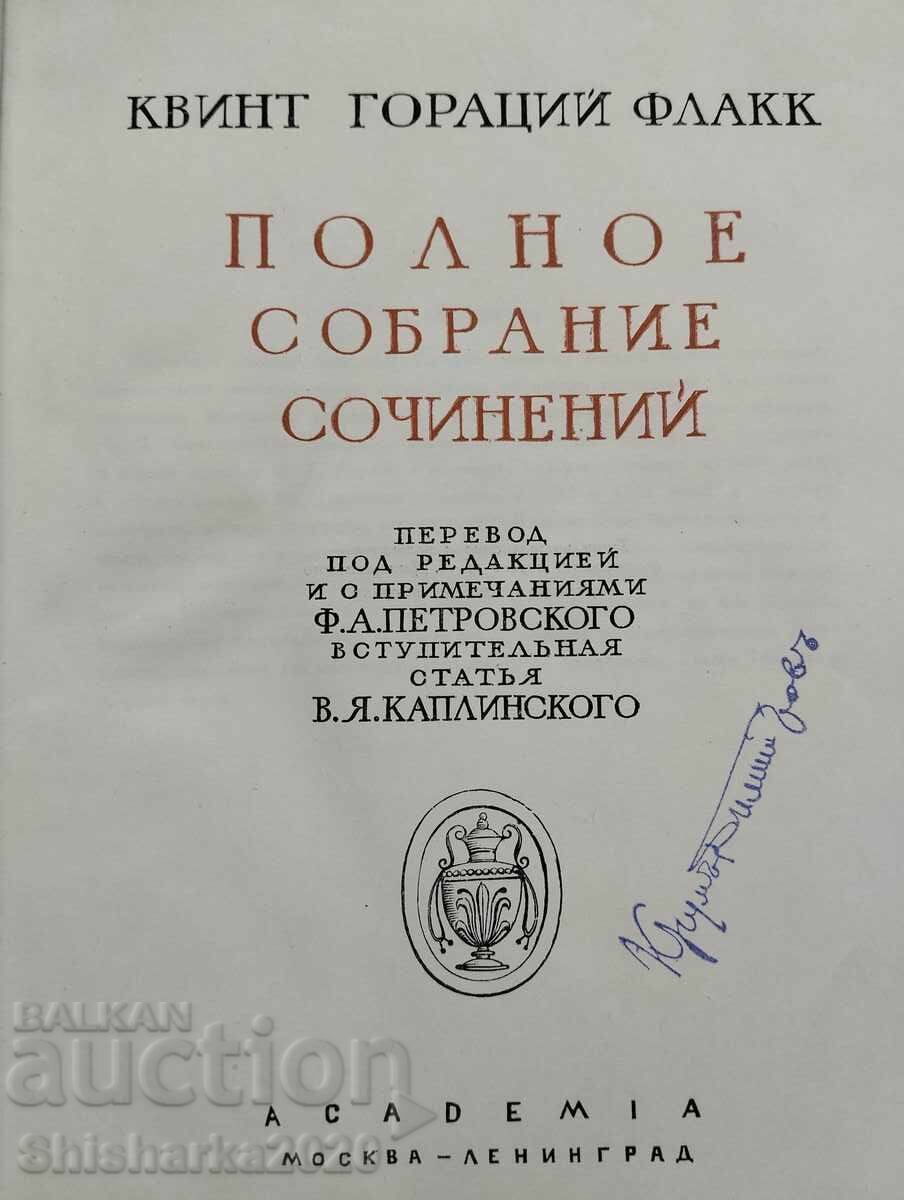 КВИНТ ГОРАЦИЙ ФЛАКК
ПОЛНОЕ
СОБРАНИЕ
СОЧИНЕНИЙ
ПЕРЕВОД
ПОД РЕДАКЦИЕЙ
И С ПРИМЕЧАНИЯМИ
Ф.А.ПЕТРОВСКОГО
ВСТУПИТЕЛЬНАЯ
СТАТЬЯ
В.Я.КАПЛИНСКОГО
BALKAN
auction
Shisharka2020
ACADEMIA
МОСКВА – ЛЕНИНГРАД